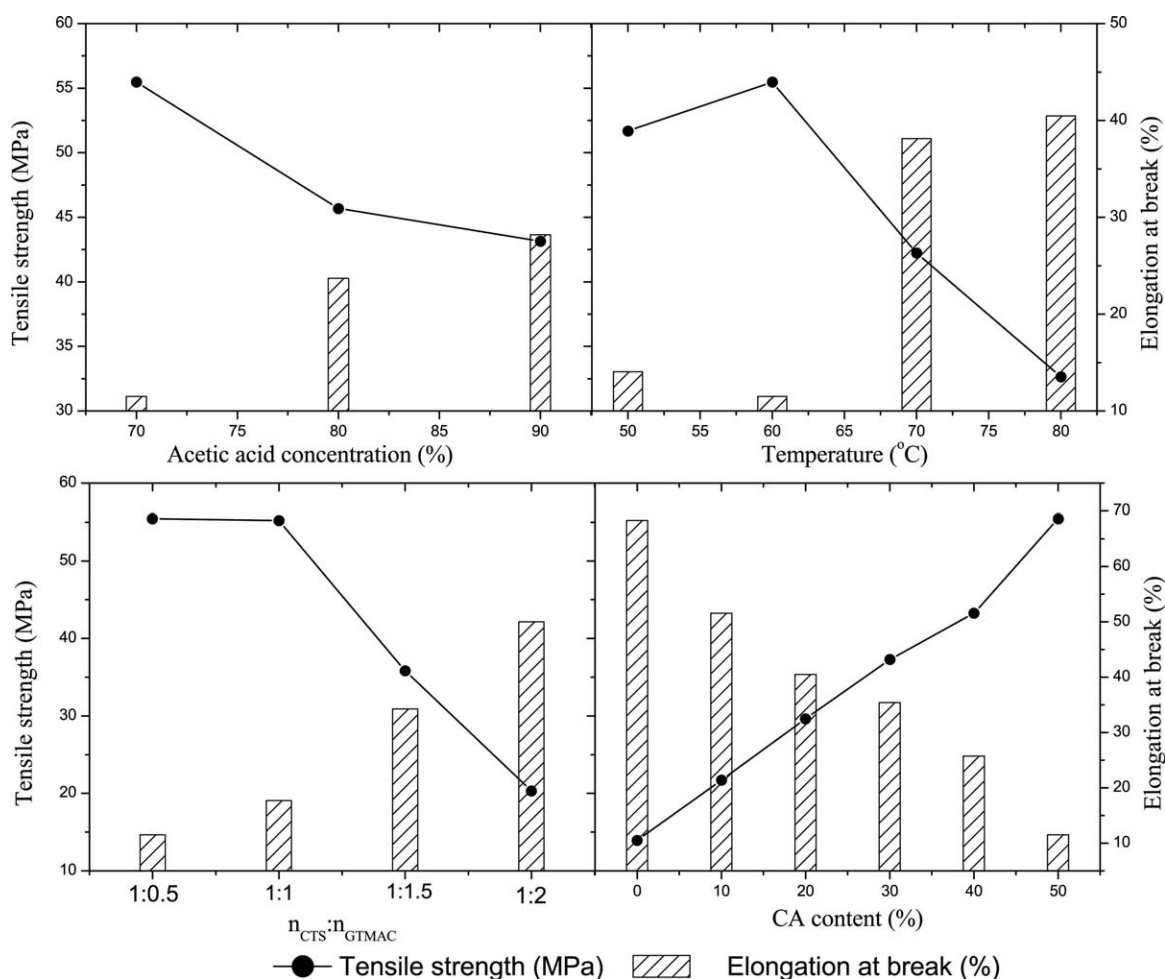 60
55
50
45
40
35
30
Tensile strength (MPa)
70 75 80 85 90
Acetic acid concentration (%)
50
40
30
20
10
Elongation at break (%)
50 55 60 65 70 75 80
Temperature (°C)
60
50
40
30
20
10
Tensile strength (MPa)
1:0.5 1:1 1:1.5 1:2
nCTS:nGTMAC
70
60
50
40
30
20
10
Elongation at break (%)
0 10 20 30 40 50
CA content (%)
Tensile strength (MPa) Elongation at break (%)